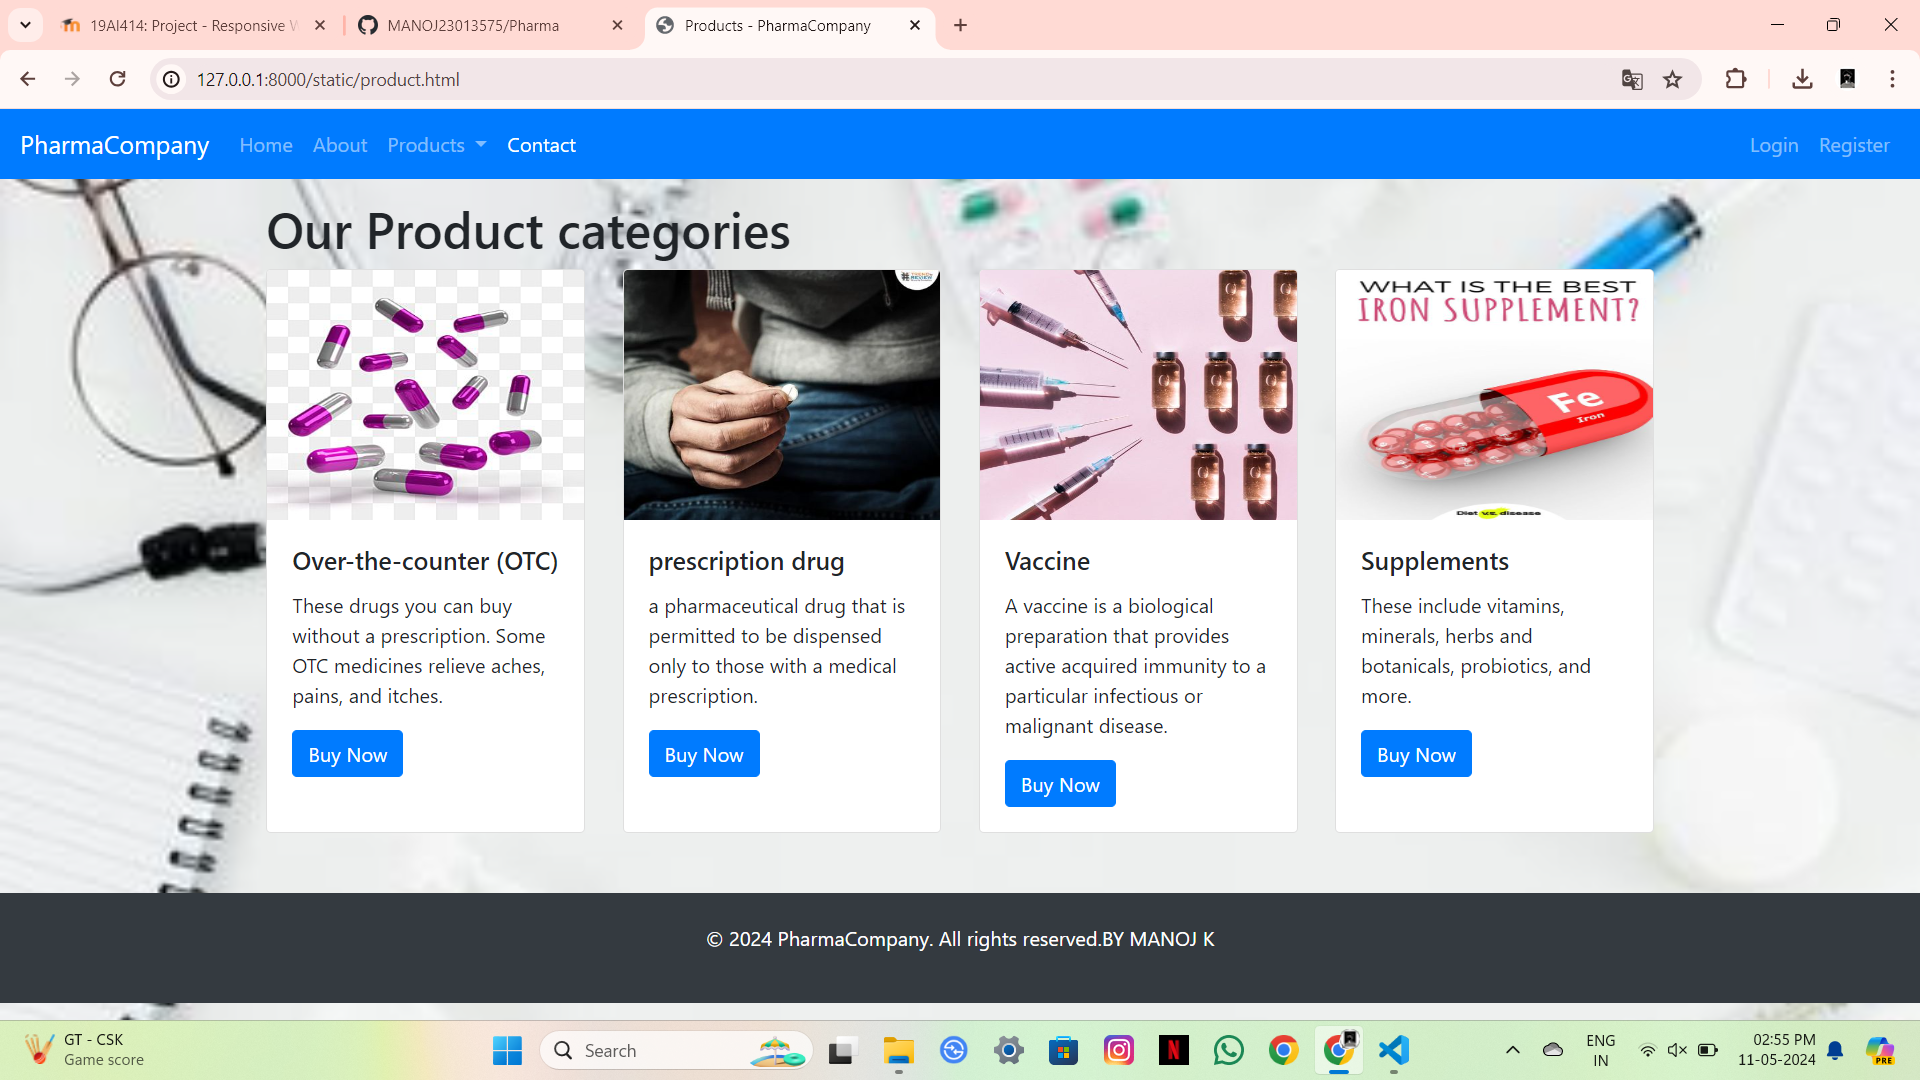 19AI414: Project - Responsive W
MANOJ23013575/Pharma
Products - PharmaCompany
127.0.0.1:8000/static/product.html
PharmaCompany
Home
About
Products
Contact
Login
Register
Our Product categories
WHAT IS THE BEST
IRON SUPPLEMENT?
Fe
Iron
Diet vs. disease
Over-the-counter (OTC)
These drugs you can buy
without a prescription. Some
OTC medicines relieve aches,
pains, and itches.
Buy Now
prescription drug
a pharmaceutical drug that is
permitted to be dispensed
only to those with a medical
prescription.
Buy Now
Vaccine
A vaccine is a biological
preparation that provides
active acquired immunity to a
particular infectious or
malignant disease.
Buy Now
Supplements
These include vitamins,
minerals, herbs and
botanicals, probiotics, and
more.
Buy Now
© 2024 PharmaCompany. All rights reserved.BY MANOJ K
GT - CSK
Game score
Search
ENG
IN
02:55 PM
11-05-2024
PRE